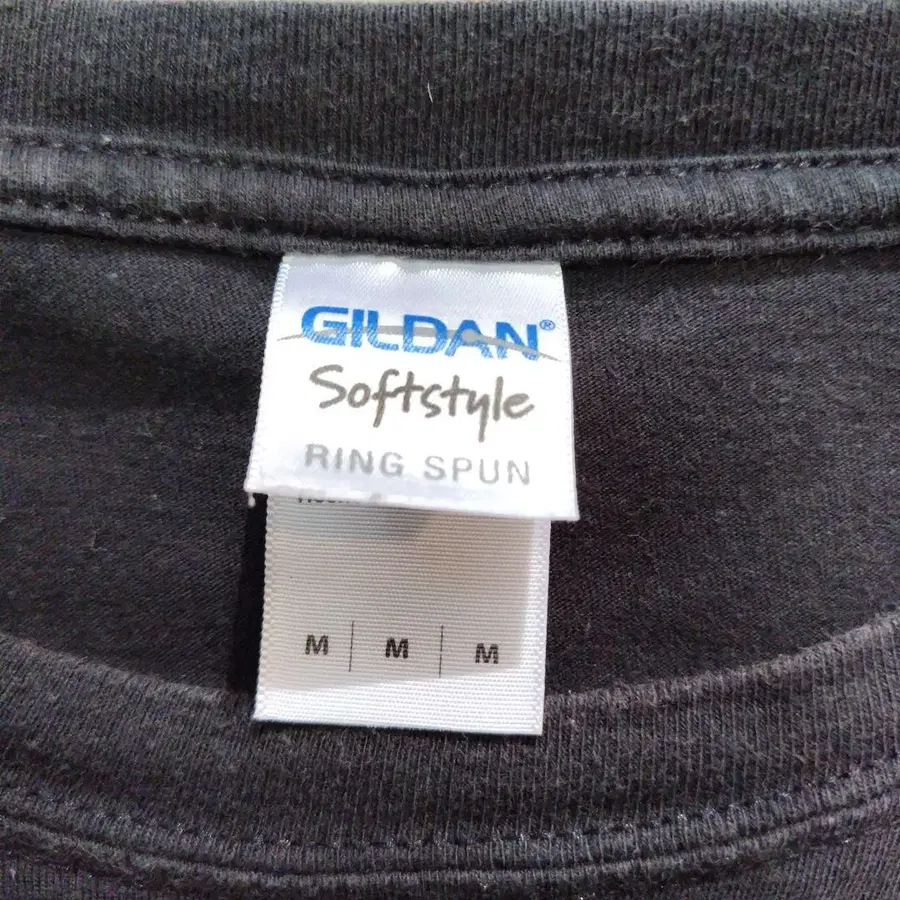 GILDAN®
Softstyle
RING SPUN
M | M | M